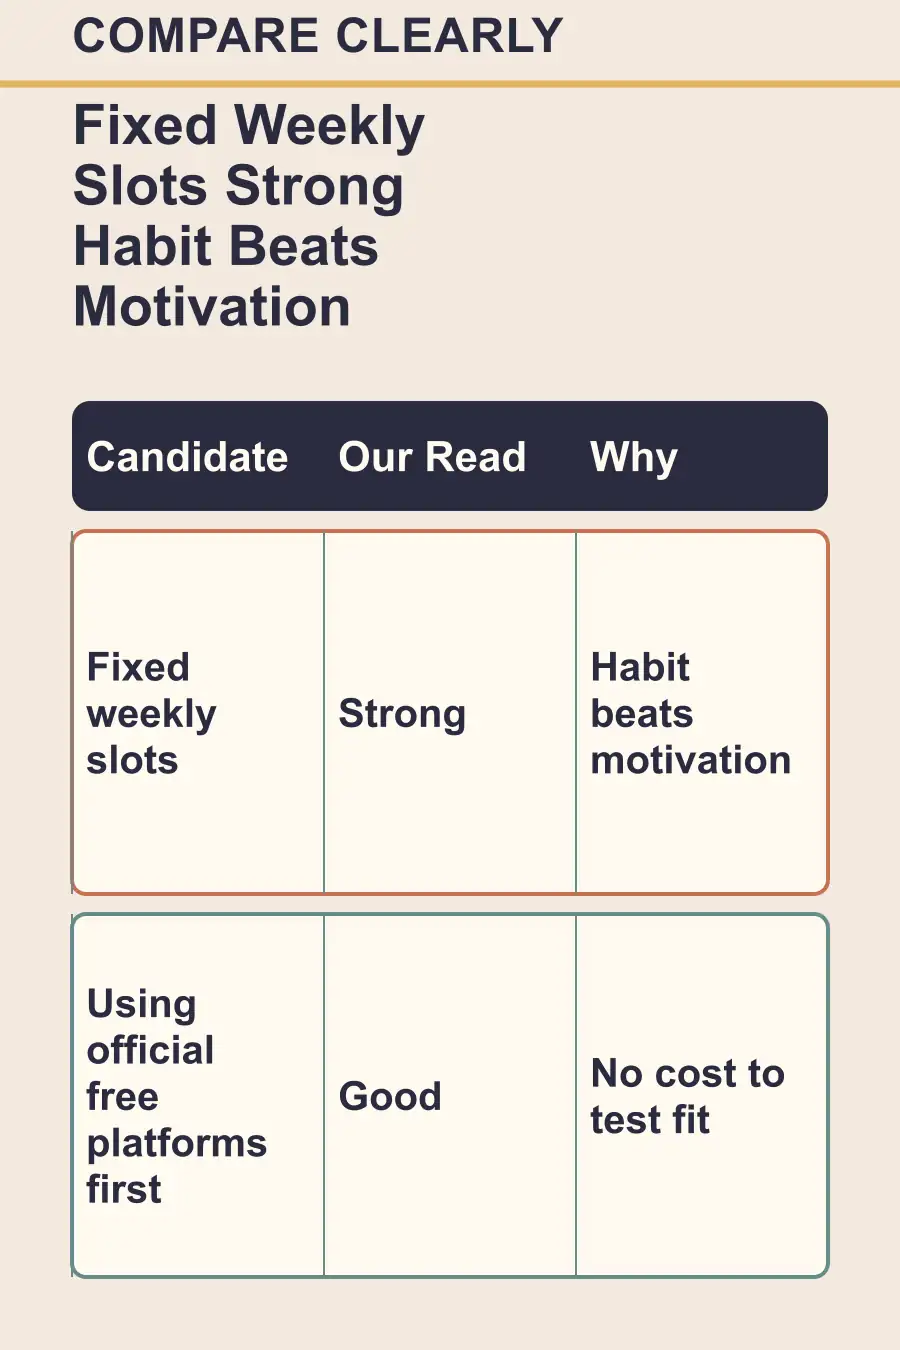 COMPARE CLEARLY
Fixed Weekly
Slots Strong
Habit Beats
Motivation
Candidate Our Read Why
Fixed
weekly
slots
Strong
Habit
beats
motivation
Using
official
free
platforms
first
Good
No cost to
test fit